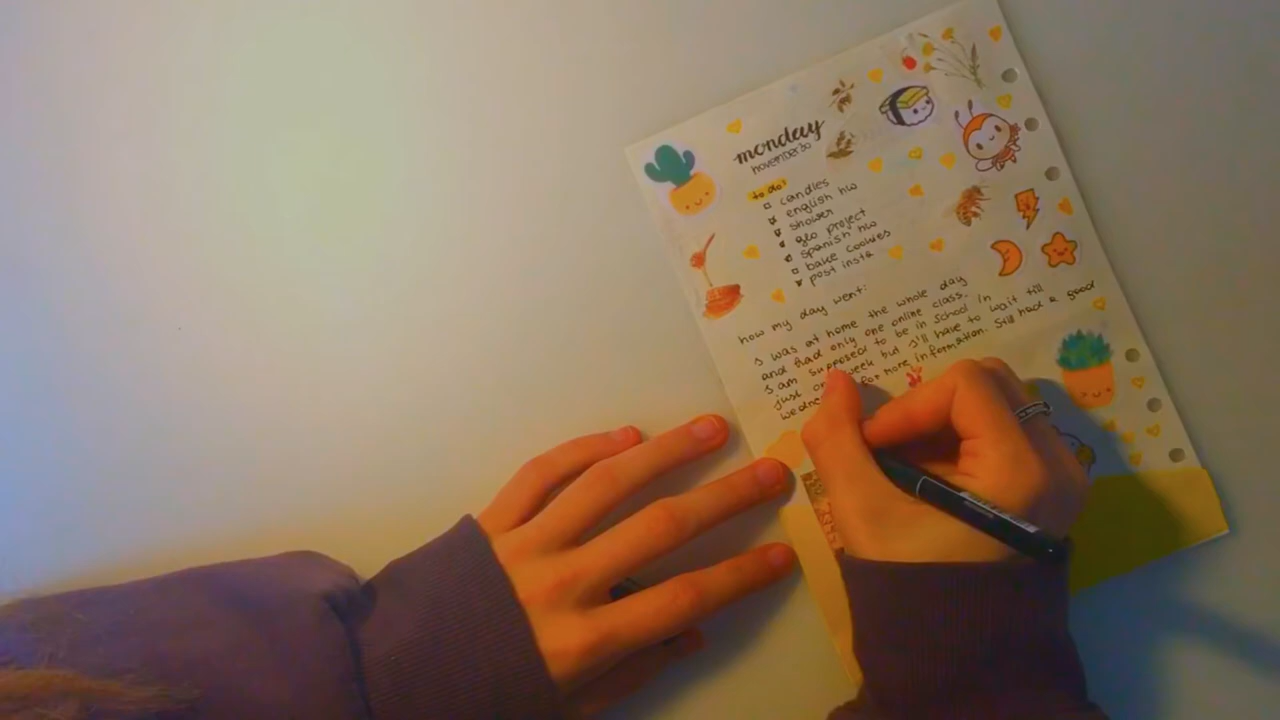 monday
november 30
to do:
candles
english hw
shower
geo project
spanish hw
bake cookies
post insta
how my day went:
I was at home the whole day
and had only one online class.
I am supposed to be in school in
just one week but I'll have to wait till
for more information. Still had a good